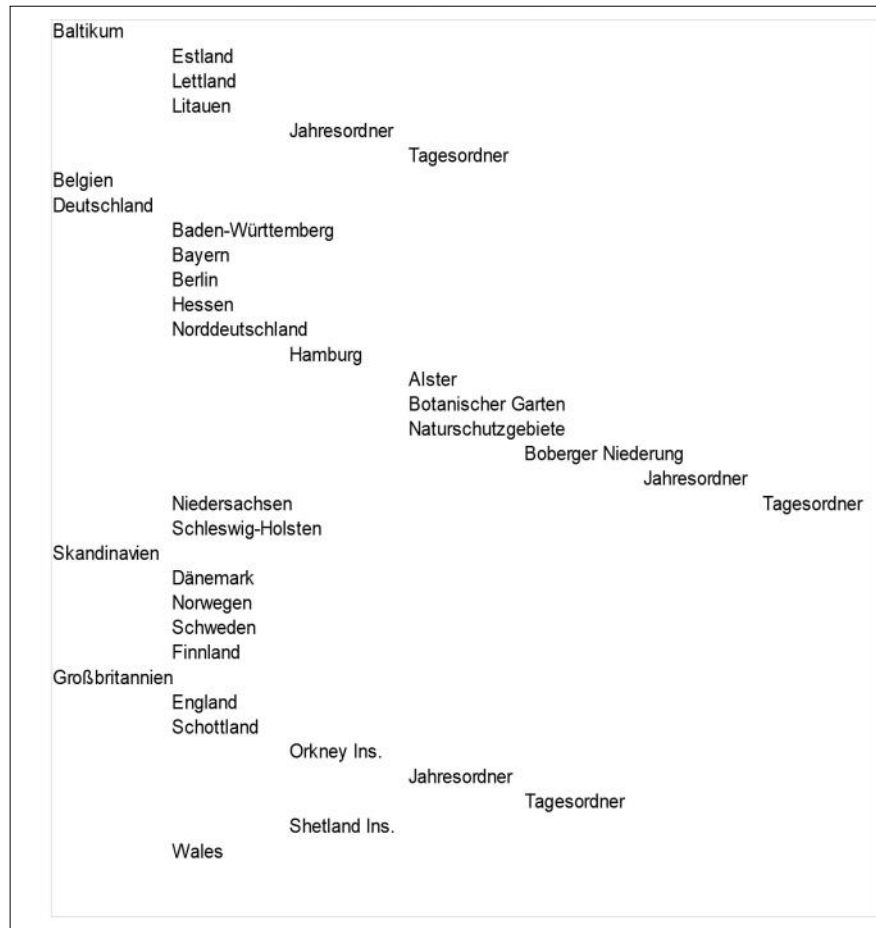 Baltikum
Estland
Lettland
Litauen
Jahresordner
Tagesordner
Belgien
Deutschland
Baden-Württemberg
Bayern
Berlin
Hessen
Norddeutschland
Hamburg
Alster
Botanischer Garten
Naturschutzgebiete
Boberger Niederung
Jahresordner
Niedersachsen Tagesordner
Schleswig-Holsten
Skandinavien
Dänemark
Norwegen
Schweden
Finnland
Großbritannien
England
Schottland
Orkney Ins.
Jahresordner
Tagesordner
Shetland Ins.
Wales